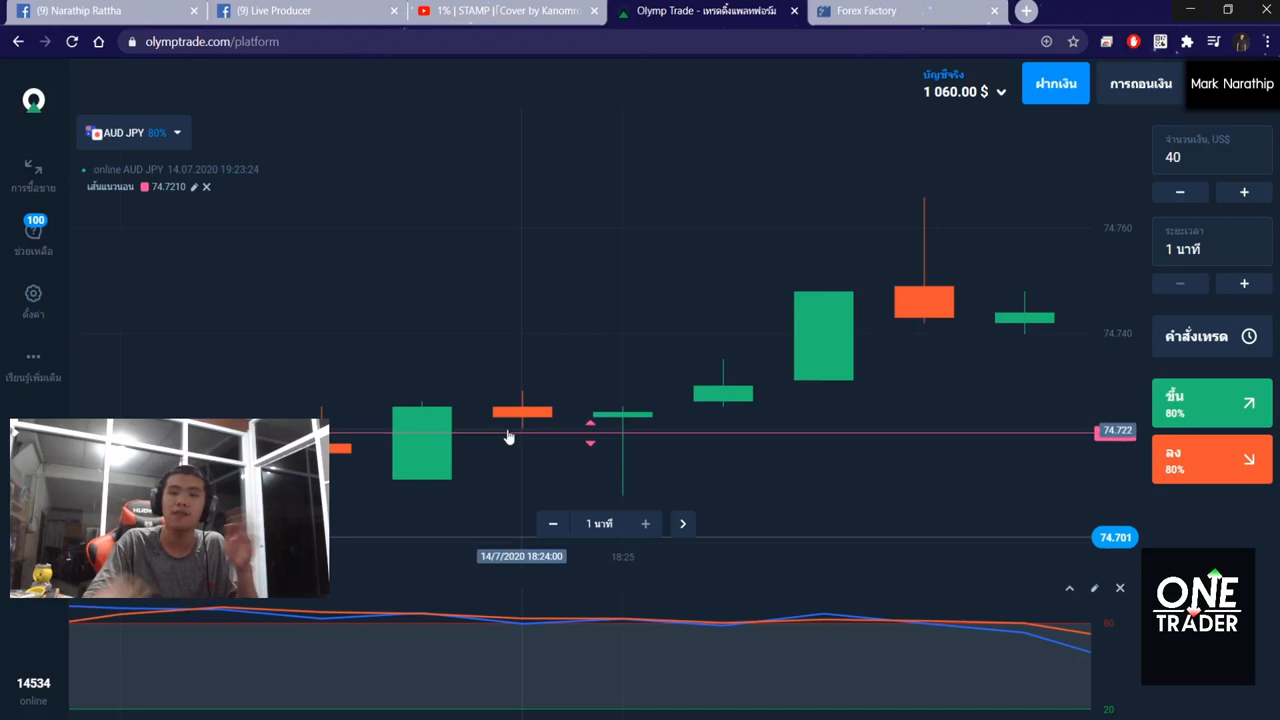 (9) Narathip Rattha
(9) Live Producer
1% | STAMP |「Cover by Kanomro
Olymp Trade - เทรดดิ้งแพลทฟอร์ม
Forex Factory
olymptrade.com/platform
บัญชีจริง
1 060.00 $
ฝากเงิน
การถอนเงิน
Mark Narathip
AUD JPY 80%
online AUD JPY 14.07.2020 19:23:24
เส้นแนวนอน 74.7210
การซื้อขาย
100
ช่วยเหลือ
ตั้งค่า
เรียนรู้เพิ่มเติม
จำนวนเงิน, US$
40
ระยะเวลา
1 นาที
คำสั่งเทรด
ขึ้น
80%
ลง
80%
74.760
74.740
74.722
74.701
1 นาที
14/7/2020 18:24:00
18:25
80
20
14534
online
ONE
TRADER